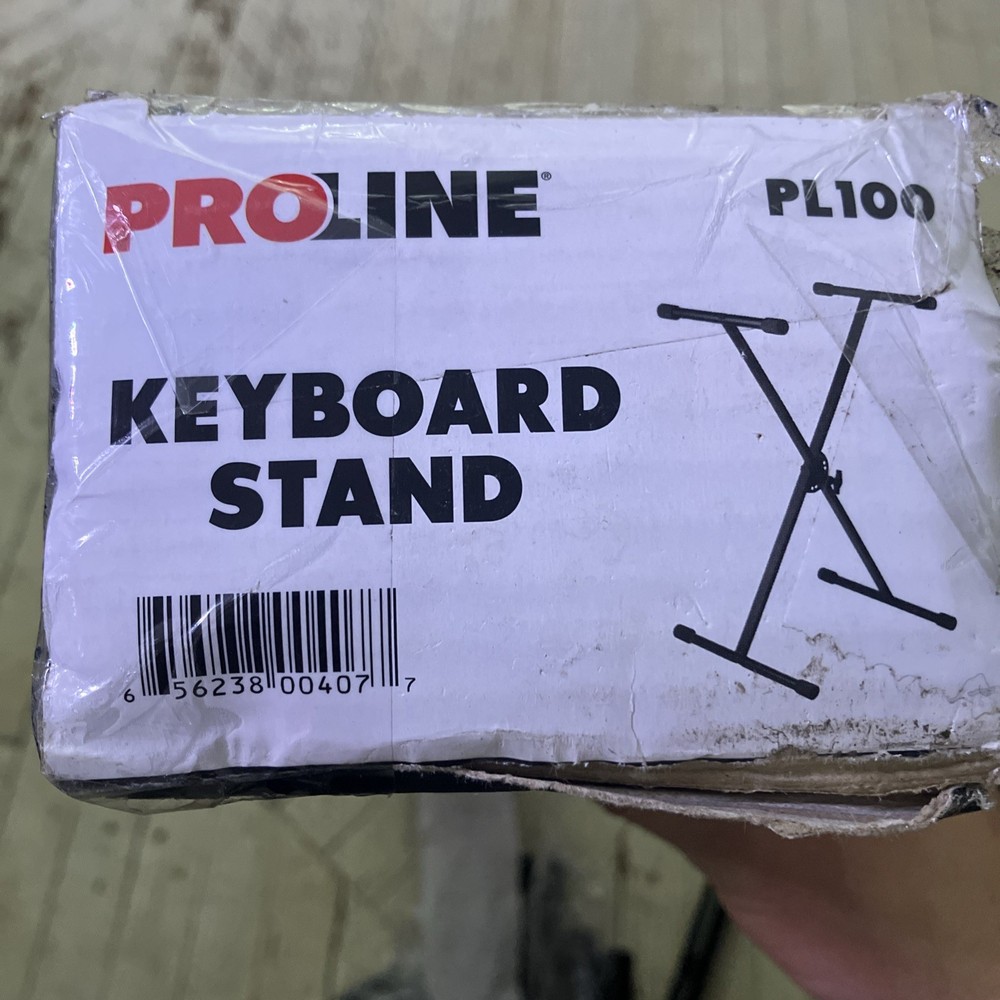 PROLINE®
PL100
KEYBOARD
STAND
6 56238 00407 7